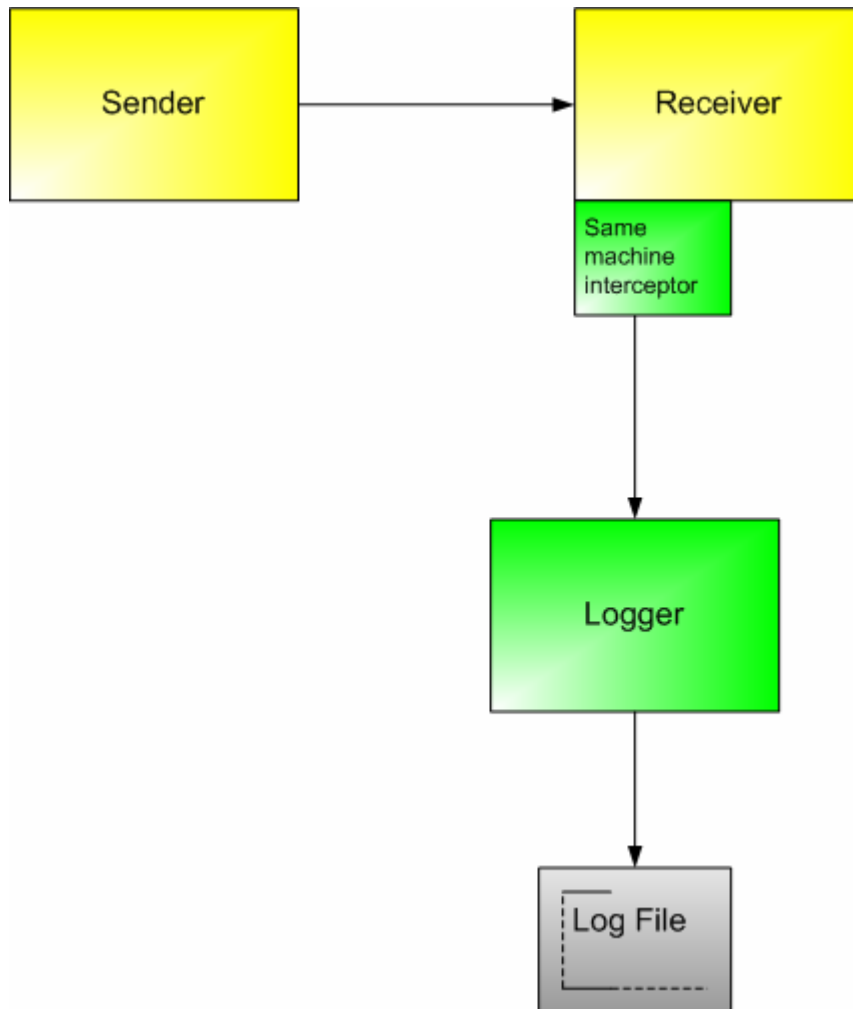 Sender
Receiver
Same
machine
interceptor
Logger
Log File